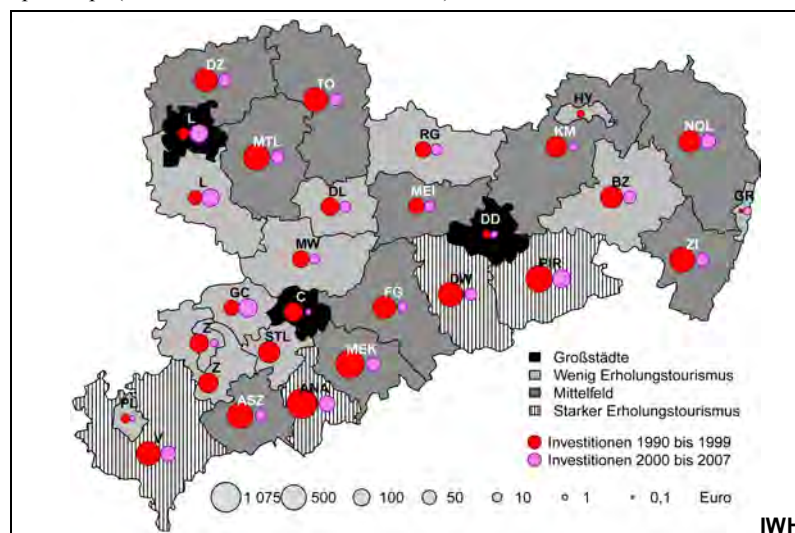 DZ
TO
L
MTL
RG
HY
KM
NOL
L
DL
MEI
BZ
GR
DD
MW
ZI
DW
PIR
GC
C
FG
Z
STL
Z
MEK
PL
ASZ
ANA
V
Großstädte
Wenig Erholungstourismus
Mittelfeld
Starker Erholungstourismus
Investitionen 1990 bis 1999
Investitionen 2000 bis 2007
1 075 500 100 50 10 1 0,1 Euro
IWH